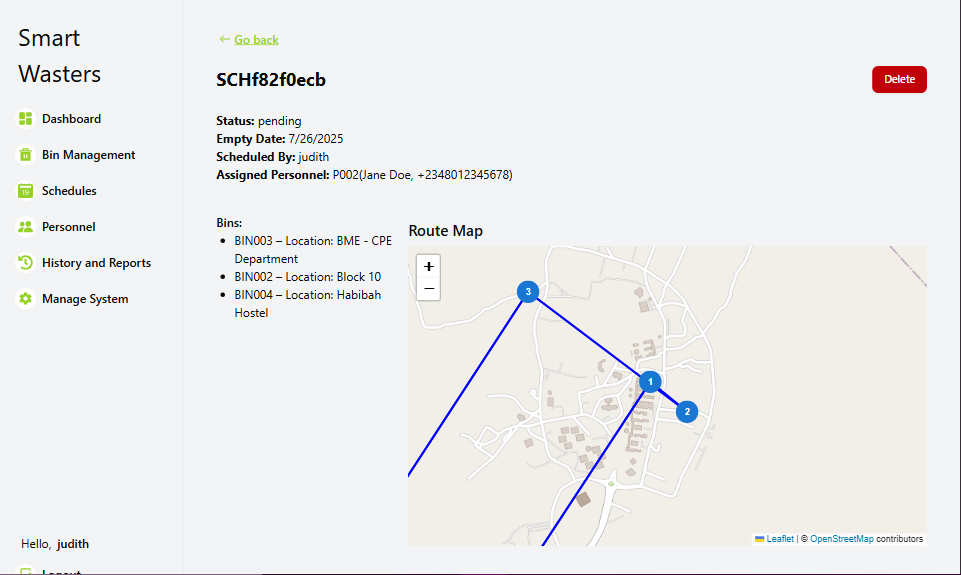 Smart
Wasters
Dashboard
Bin Management
19
Schedules
Personnel
History and Reports
Manage System
Hello, judith
Logout
← Go back
SCHf82f0ecb
Delete
Status: pending
Empty Date: 7/26/2025
Scheduled By: judith
Assigned Personnel: P002(Jane Doe, +2348012345678)
Bins:
• BIN003 – Location: BME - CPE
Department
• BIN002 – Location: Block 10
• BIN004 – Location: Habibah
Hostel
Route Map
+
−
3
1
2
Leaflet | © OpenStreetMap contributors